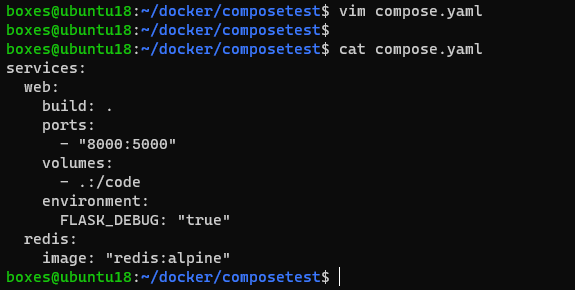 boxes@ubuntu18:~/docker/composetest$ vim compose.yaml
boxes@ubuntu18:~/docker/composetest$
boxes@ubuntu18:~/docker/composetest$ cat compose.yaml
services:
  web:
    build: .
    ports:
      - "8000:5000"
    volumes:
      - .:/code
    environment:
      FLASK_DEBUG: "true"
  redis:
    image: "redis:alpine"
boxes@ubuntu18:~/docker/composetest$